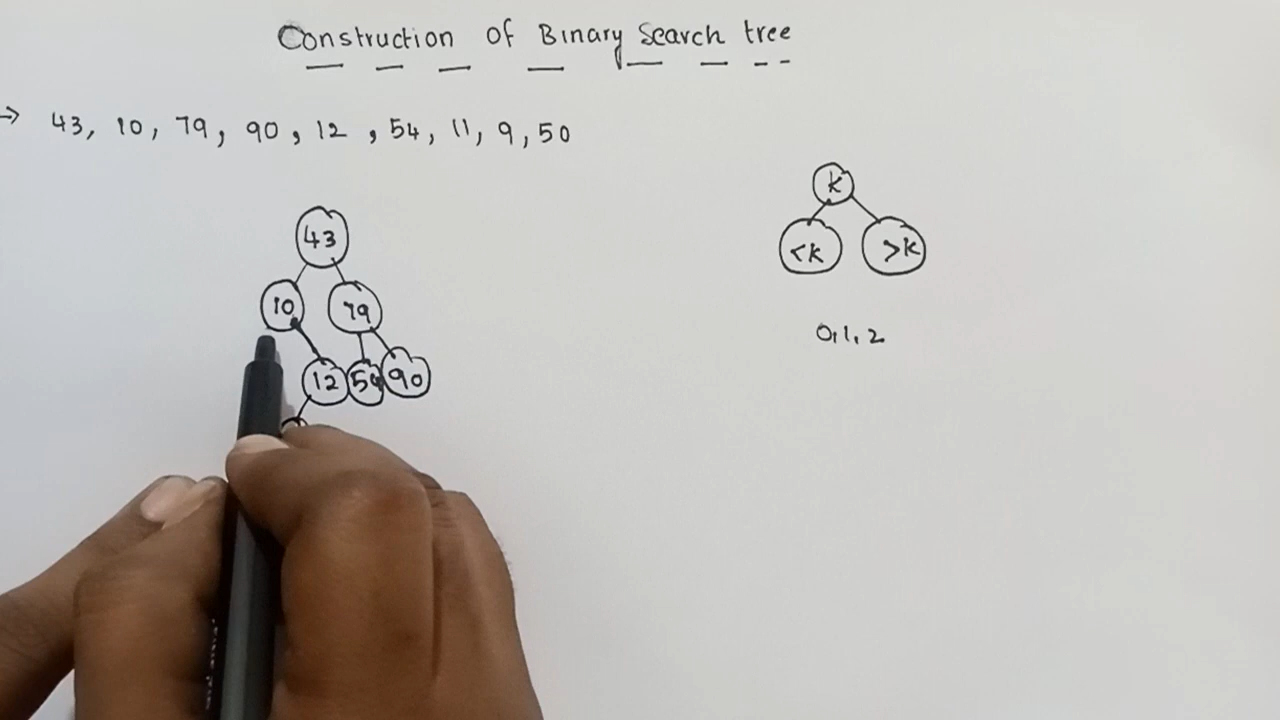 Construction of Binary Search tree
→ 43, 10, 79, 90, 12, 54, 11, 9, 50
K
<K >K
0,1,2
43
10 79
12 54 90